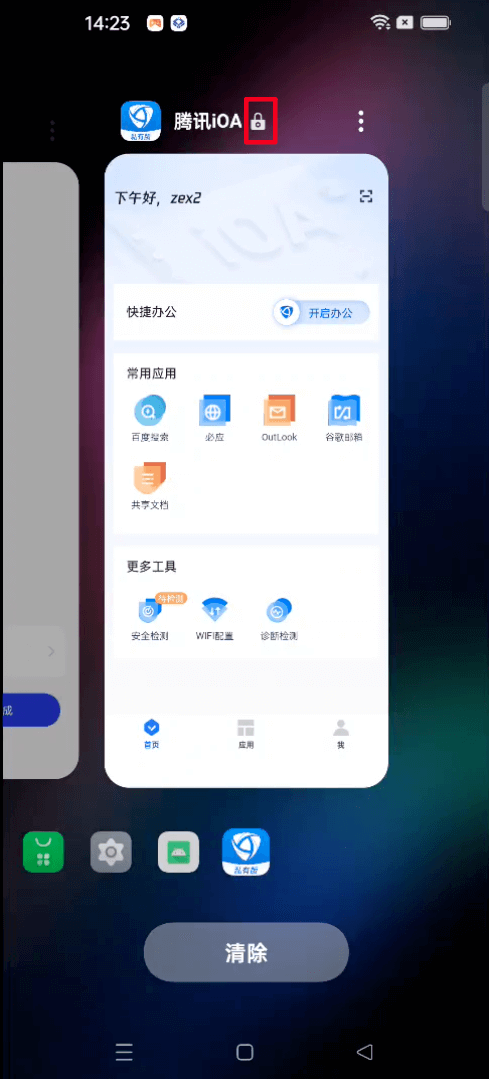 14:23
私有版
腾讯iOA
下午好，zex2
快捷办公
开启办公
常用应用
百度搜索
必应
OutLook
谷歌邮箱
共享文档
更多工具
待检测
安全检测
WIFI配置
诊断检测
成
首页
应用
我
私有版
清除